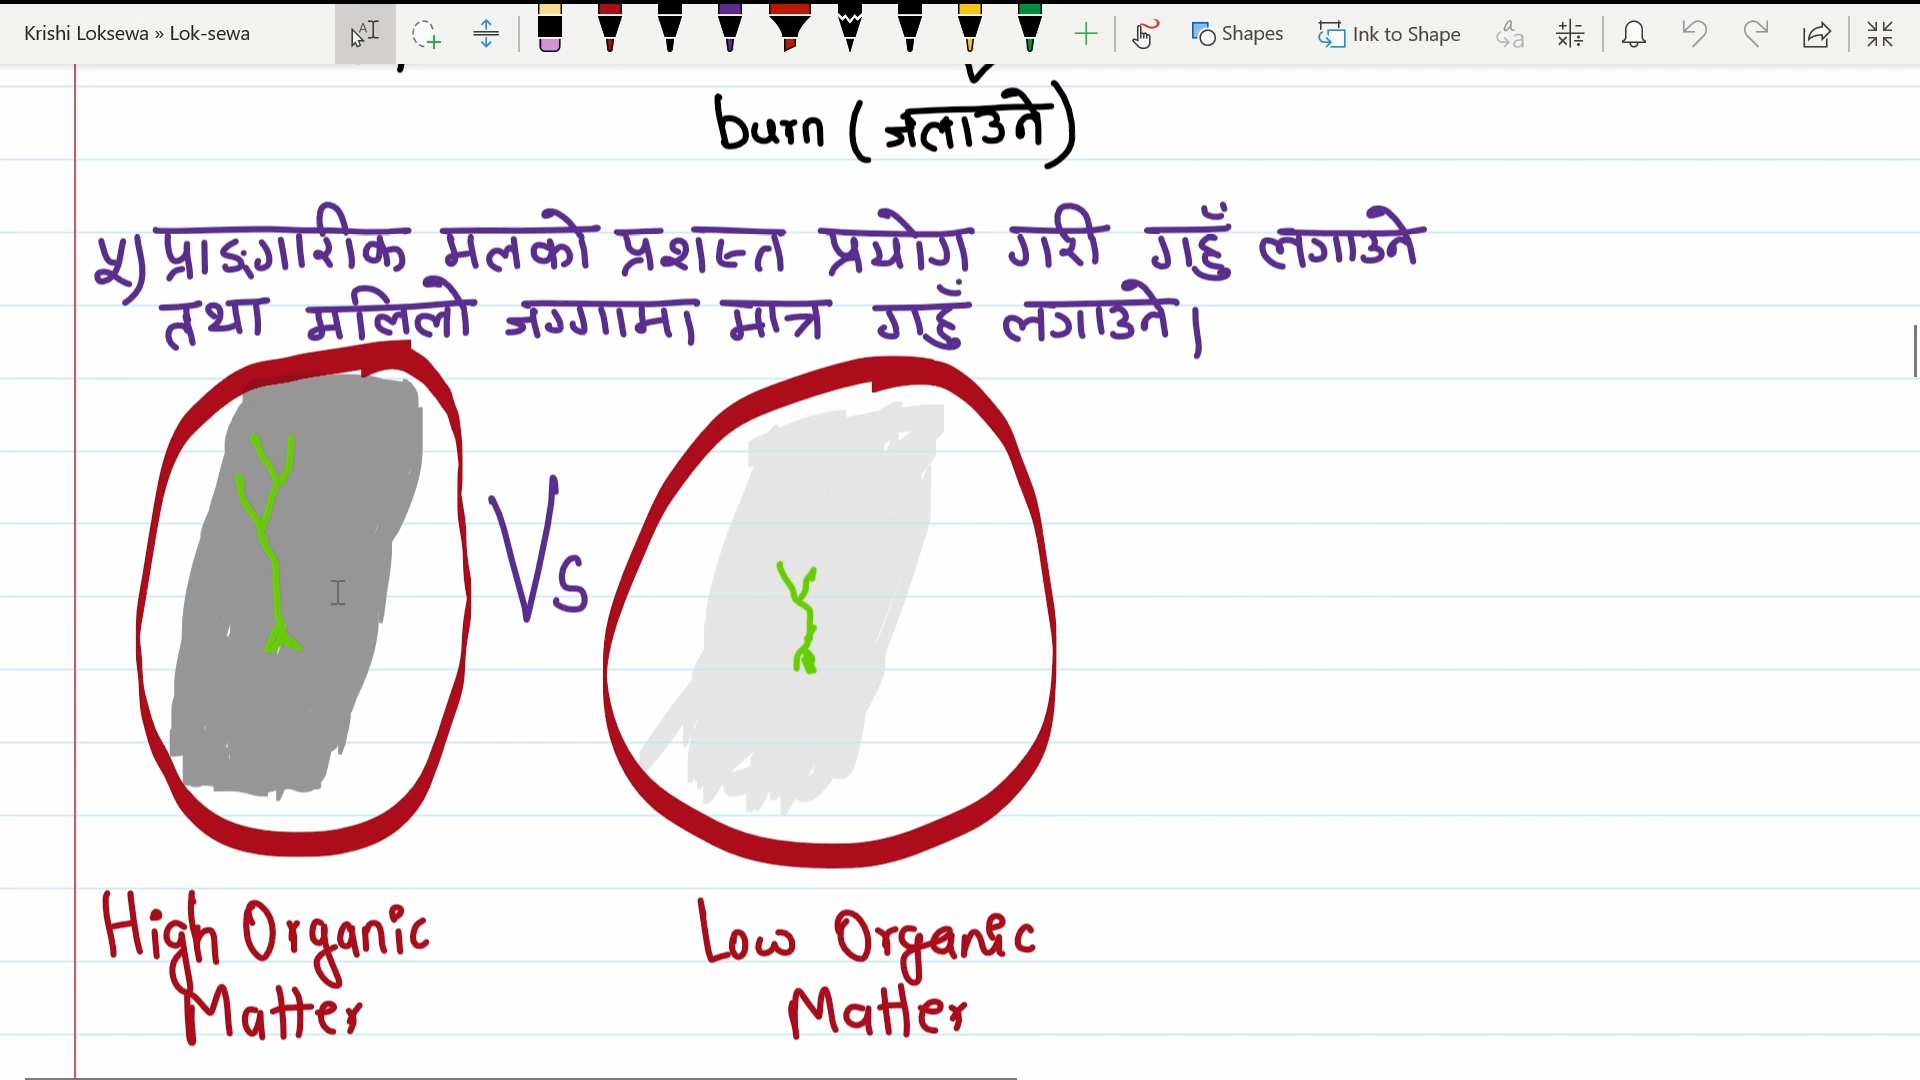 Krishi Loksewa » Lok-sewa
Shapes
Ink to Shape
burn (जलाउने)
५) प्राङ्गारीक मलको प्रशस्त प्रयोग गरी गहुँ लगाउने
तथा मलिलो जग्गामा मात्र गहुँ लगाउने।
Vs
High Organic
Matter
Low Organic
Matter